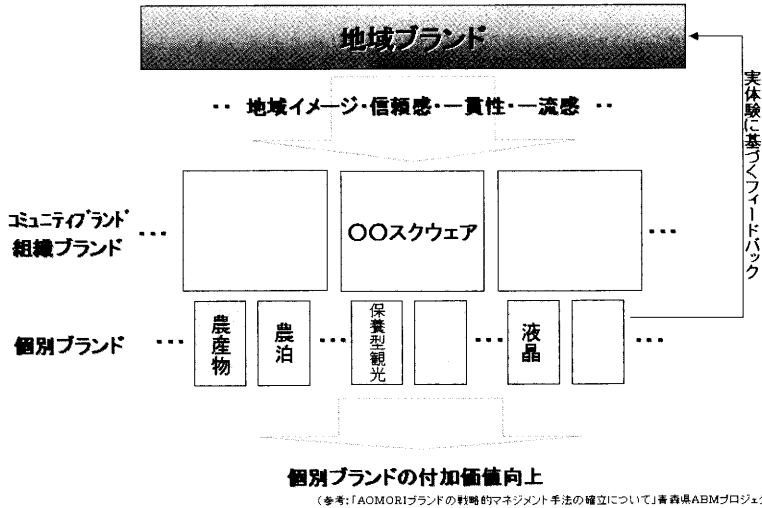 地域ブランド
‥ 地域イメージ・信頼感・一貫性・一流感 ‥
実体験に基づくフィードバック
コミュニティブランド
組織ブランド
…
〇〇スクウェア
…
個別ブランド
…
農産物
農泊
…
保養型観光
…
液晶
…
個別ブランドの付加価値向上
(参考:「AOMORIブランドの戦略的マネジメント手法の確立について」青森県ABMプロジェク